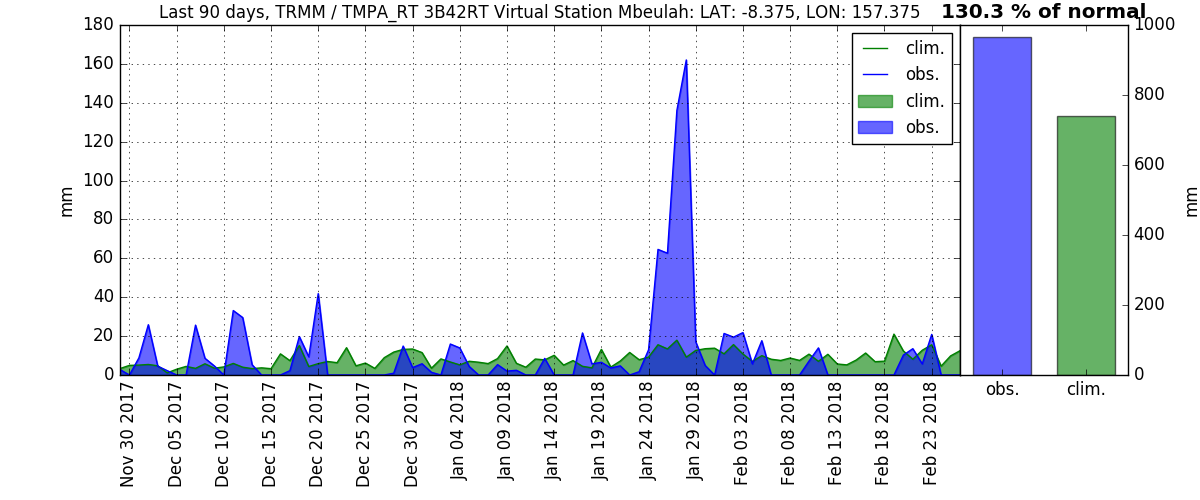 Last 90 days, TRMM / TMPA_RT 3B42RT Virtual Station Mbeulah: LAT: -8.375, LON: 157.375
130.3 % of normal
180
160
140
120
100
80
60
40
20
0
mm
clim.
obs.
clim.
obs.
Nov 30 2017
Dec 05 2017
Dec 10 2017
Dec 15 2017
Dec 20 2017
Dec 25 2017
Dec 30 2017
Jan 04 2018
Jan 09 2018
Jan 14 2018
Jan 19 2018
Jan 24 2018
Jan 29 2018
Feb 03 2018
Feb 08 2018
Feb 13 2018
Feb 18 2018
Feb 23 2018
1000
800
600
400
200
0
mm
obs.
clim.